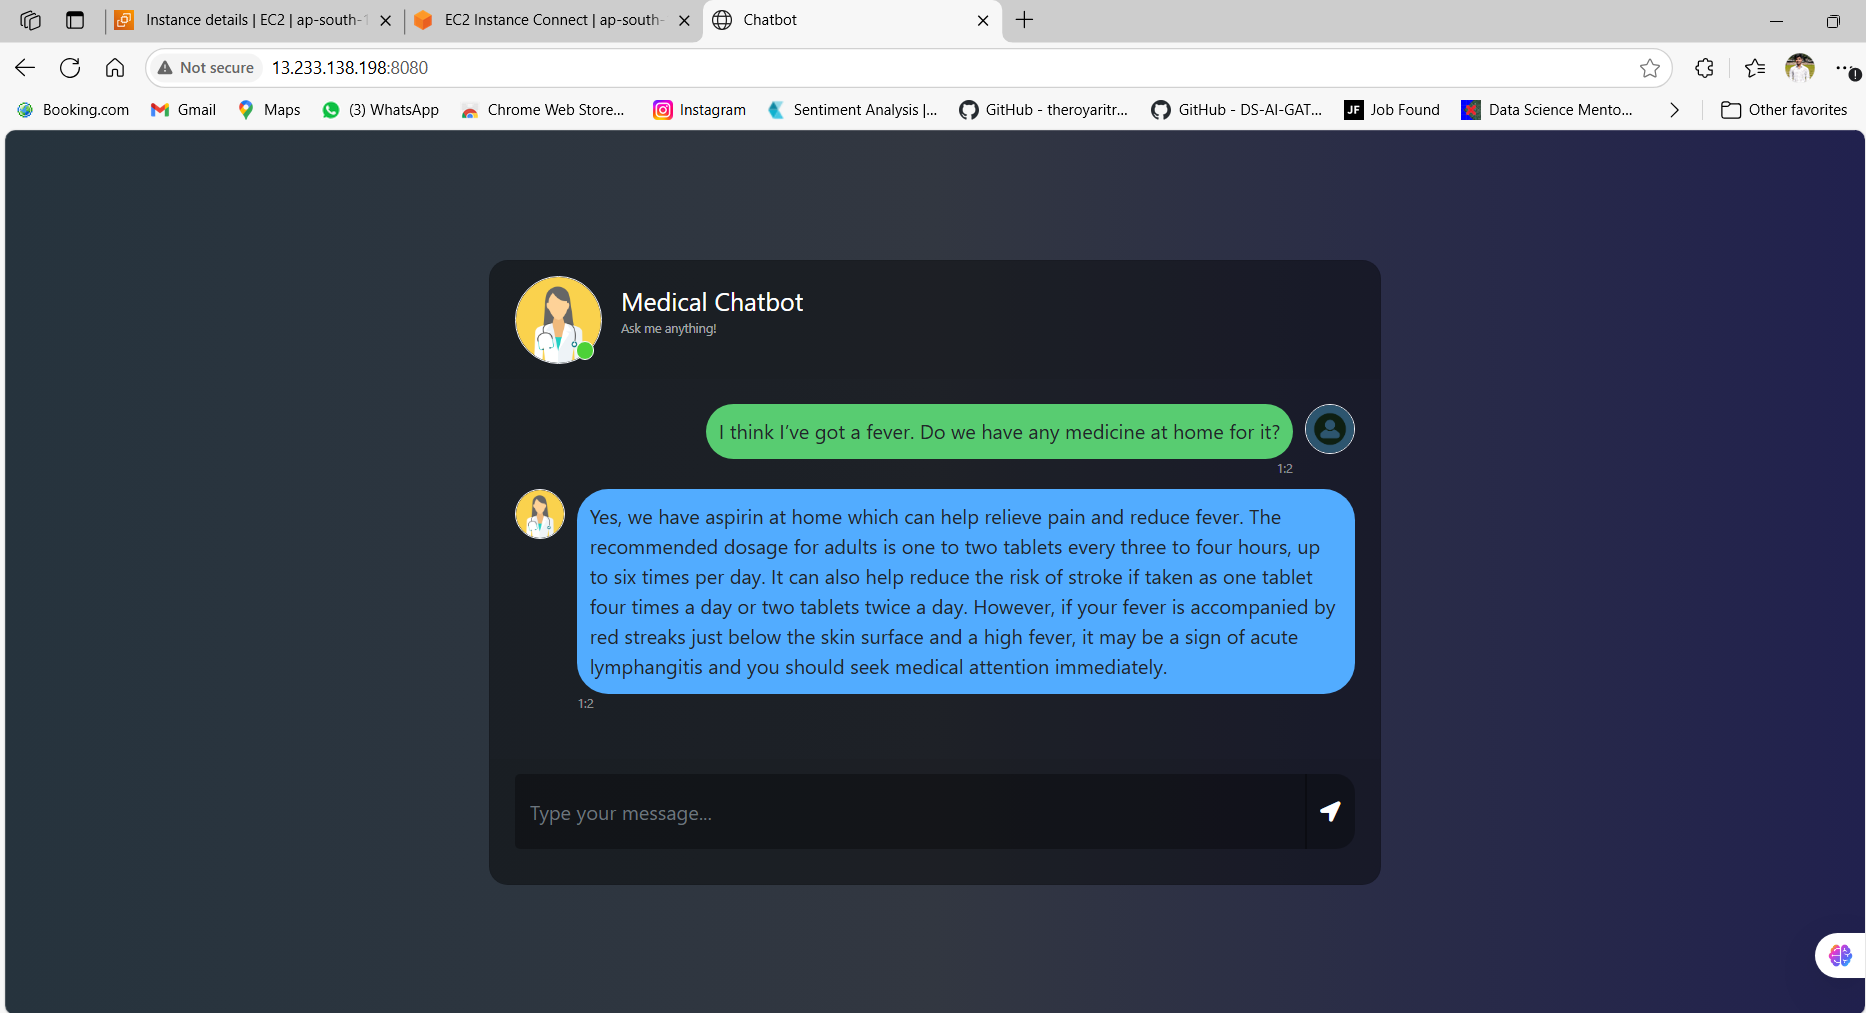 Instance details | EC2 | ap-south-1
EC2 Instance Connect | ap-south-
Chatbot
Not secure
13.233.138.198:8080
Booking.com
Gmail
Maps
(3) WhatsApp
Chrome Web Store...
Instagram
Sentiment Analysis |...
GitHub - theroyaritr...
GitHub - DS-AI-GAT...
JF
Job Found
Data Science Mento...
Other favorites
Medical Chatbot
Ask me anything!
I think I’ve got a fever. Do we have any medicine at home for it?
1:2
Yes, we have aspirin at home which can help relieve pain and reduce fever. The
recommended dosage for adults is one to two tablets every three to four hours, up
to six times per day. It can also help reduce the risk of stroke if taken as one tablet
four times a day or two tablets twice a day. However, if your fever is accompanied by
red streaks just below the skin surface and a high fever, it may be a sign of acute
lymphangitis and you should seek medical attention immediately.
1:2
Type your message...